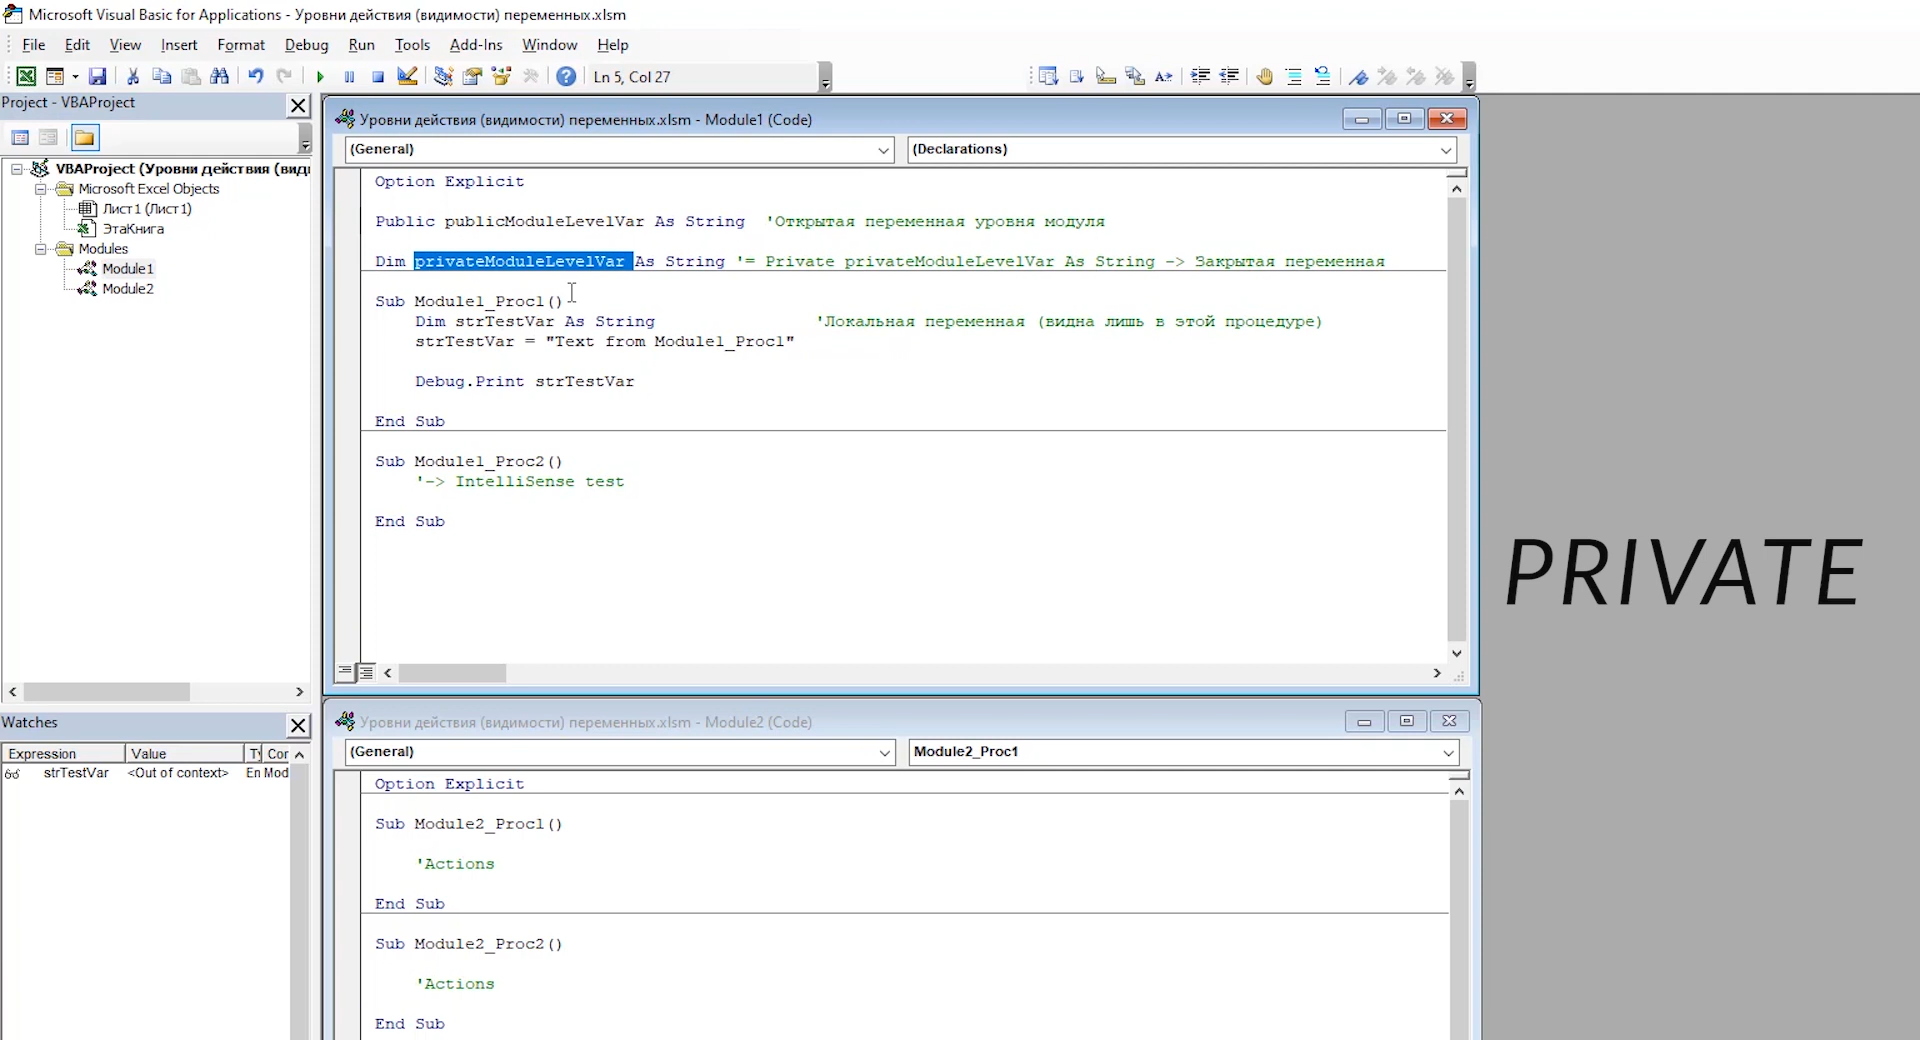 Microsoft Visual Basic for Applications - Уровни действия (видимости) переменных.xlsm
File Edit View Insert Format Debug Run Tools Add-Ins Window Help
Ln 5, Col 27
Project - VBAProject
VBAProject (Уровни действия (вид
Microsoft Excel Objects
Лист1 (Лист1)
ЭтаКнига
Modules
Module1
Module2
Уровни действия (видимости) переменных.xlsm - Module1 (Code)
(General) (Declarations)
Option Explicit
Public publicModuleLevelVar As String 'Открытая переменная уровня модуля
Dim privateModuleLevelVar As String '= Private privateModuleLevelVar As String -> Закрытая переменная
Sub Module1_Proc1()
Dim strTestVar As String 'Локальная переменная (видна лишь в этой процедуре)
strTestVar = "Text from Module1_Proc1"
Debug.Print strTestVar
End Sub
Sub Module1_Proc2()
'-> IntelliSense test
End Sub
PRIVATE
Watches
Expression Value Ty Cor
strTestVar <Out of context> En Mod
Уровни действия (видимости) переменных.xlsm - Module2 (Code)
(General) Module2_Proc1
Option Explicit
Sub Module2_Proc1()
'Actions
End Sub
Sub Module2_Proc2()
'Actions
End Sub